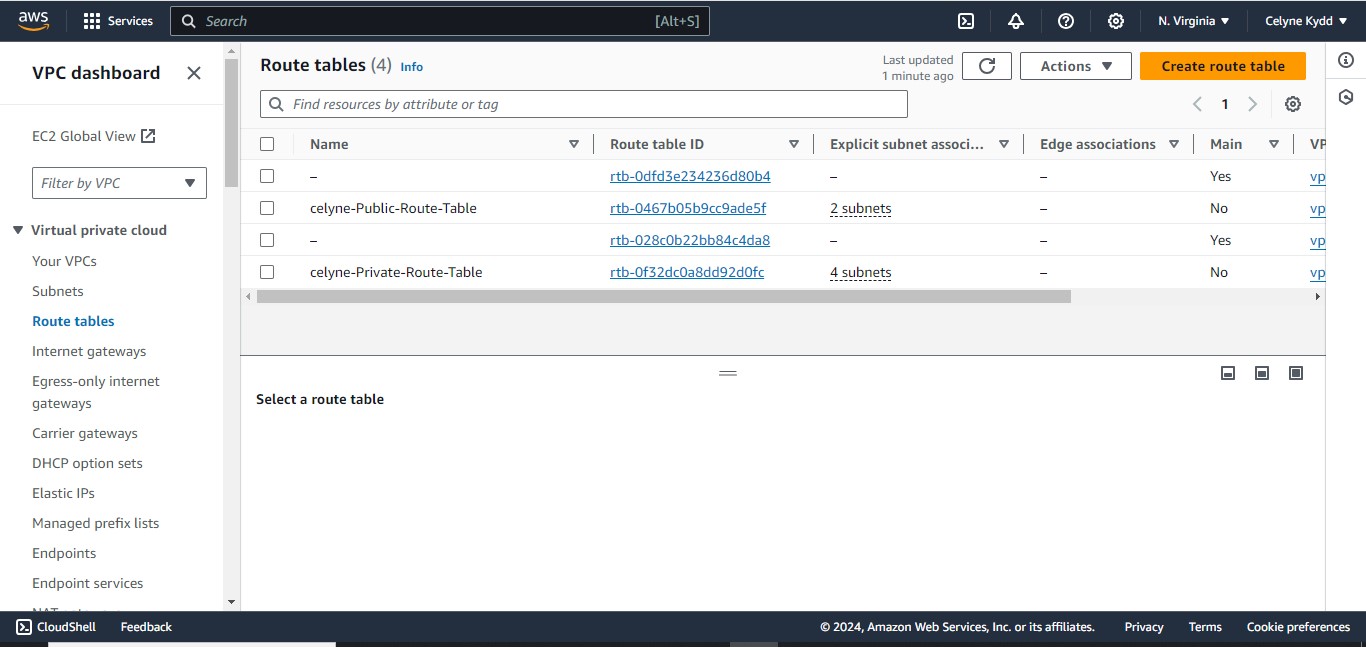 aws
Services
Search
[Alt+S]
N. Virginia
Celyne Kydd
VPC dashboard
EC2 Global View
Filter by VPC
Virtual private cloud
Your VPCs
Subnets
Route tables
Internet gateways
Egress-only internet
gateways
Carrier gateways
DHCP option sets
Elastic IPs
Managed prefix lists
Endpoints
Endpoint services
Route tables (4) Info
Last updated
1 minute ago
Actions
Create route table
Find resources by attribute or tag
1
Name Route table ID Explicit subnet associ... Edge associations Main VP
– rtb-0dfd3e234236d80b4 – – Yes vp
celyne-Public-Route-Table rtb-0467b05b9cc9ade5f 2 subnets – No vp
– rtb-028c0b22bb84c4da8 – – Yes vp
celyne-Private-Route-Table rtb-0f32dc0a8dd92d0fc 4 subnets – No vp
Select a route table
CloudShell Feedback © 2024, Amazon Web Services, Inc. or its affiliates. Privacy Terms Cookie preferences